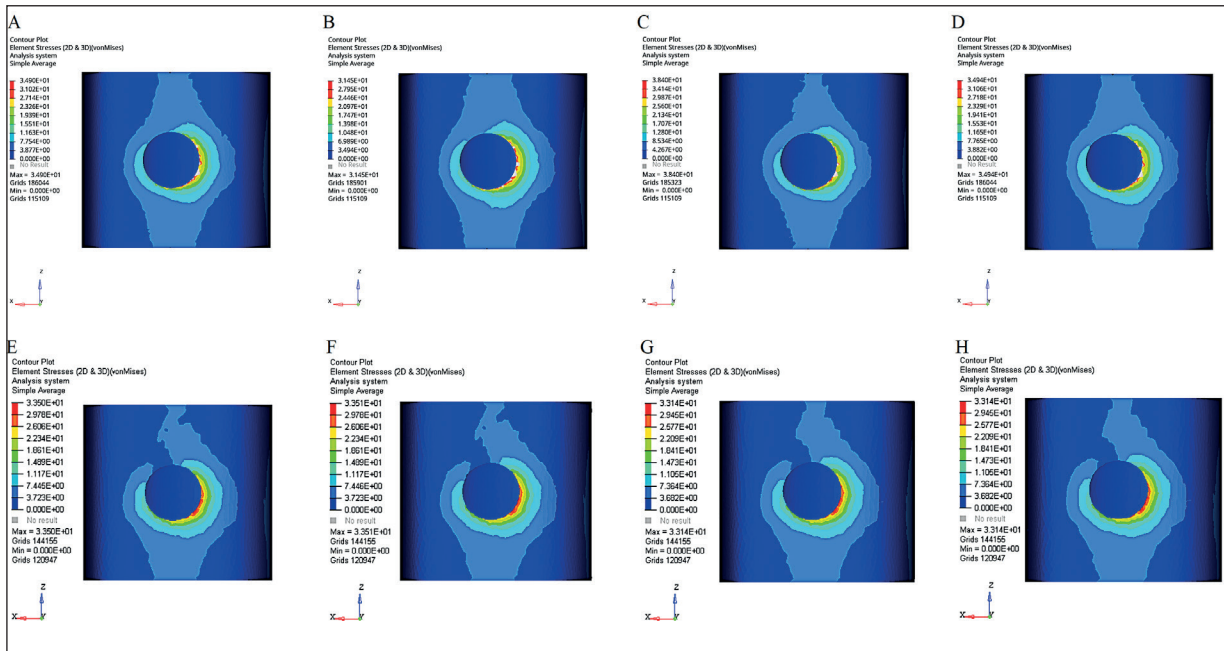 A
Contour Plot
Element Stresses (2D & 3D)(vonMises)
Analysis system
Simple Average
3.490E+01
3.102E+01
2.714E+01
2.326E+01
1.939E+01
1.551E+01
1.163E+01
7.754E+00
3.877E+00
0.000E+00
No Result
Max = 3.490E+01
Grids 186044
Min = 0.000E+00
Grids 115109
Z
X
Y
B
Contour Plot
Element Stresses (2D & 3D)(vonMises)
Analysis system
Simple Average
3.145E+01
2.795E+01
2.446E+01
2.097E+01
1.747E+01
1.398E+01
1.048E+01
6.989E+00
3.494E+00
0.000E+00
No Result
Max = 3.145E+01
Grids 185901
Min = 0.000E+00
Grids 115109
Z
X
Y
C
Contour Plot
Element Stresses (2D & 3D)(vonMises)
Analysis system
Simple Average
3.840E+01
3.414E+01
2.987E+01
2.560E+01
2.134E+01
1.707E+01
1.280E+01
8.534E+00
4.267E+00
0.000E+00
No Result
Max = 3.840E+01
Grids 185323
Min = 0.000E+00
Grids 115109
Z
X
Y
D
Contour Plot
Element Stresses (2D & 3D)(vonMises)
Analysis system
Simple Average
3.494E+01
3.106E+01
2.718E+01
2.329E+01
1.941E+01
1.553E+01
1.165E+01
7.765E+00
3.882E+00
0.000E+00
No Result
Max = 3.494E+01
Grids 186044
Min = 0.000E+00
Grids 115109
Z
X
Y
E
Contour Plot
Element Stresses (2D & 3D)(vonMises)
Analysis system
Simple Average
3.350E+01
2.978E+01
2.606E+01
2.234E+01
1.861E+01
1.489E+01
1.117E+01
7.445E+00
3.723E+00
0.000E+00
No result
Max = 3.350E+01
Grids 144155
Min = 0.000E+00
Grids 120947
Z
X
Y
F
Contour Plot
Element Stresses (2D & 3D)(vonMises)
Analysis system
Simple Average
3.351E+01
2.978E+01
2.606E+01
2.234E+01
1.861E+01
1.489E+01
1.117E+01
7.446E+00
3.723E+00
0.000E+00
No result
Max = 3.351E+01
Grids 144155
Min = 0.000E+00
Grids 120947
Z
X
Y
G
Contour Plot
Element Stresses (2D & 3D)(vonMises)
Analysis system
Simple Average
3.314E+01
2.945E+01
2.577E+01
2.209E+01
1.841E+01
1.473E+01
1.105E+01
7.364E+00
3.682E+00
0.000E+00
No result
Max = 3.314E+01
Grids 144155
Min = 0.000E+00
Grids 120947
Z
X
Y
H
Contour Plot
Element Stresses (2D & 3D)(vonMises)
Analysis system
Simple Average
3.314E+01
2.945E+01
2.577E+01
2.209E+01
1.841E+01
1.473E+01
1.105E+01
7.364E+00
3.682E+00
0.000E+00
No result
Max = 3.314E+01
Grids 144155
Min = 0.000E+00
Grids 120947
Z
X
Y